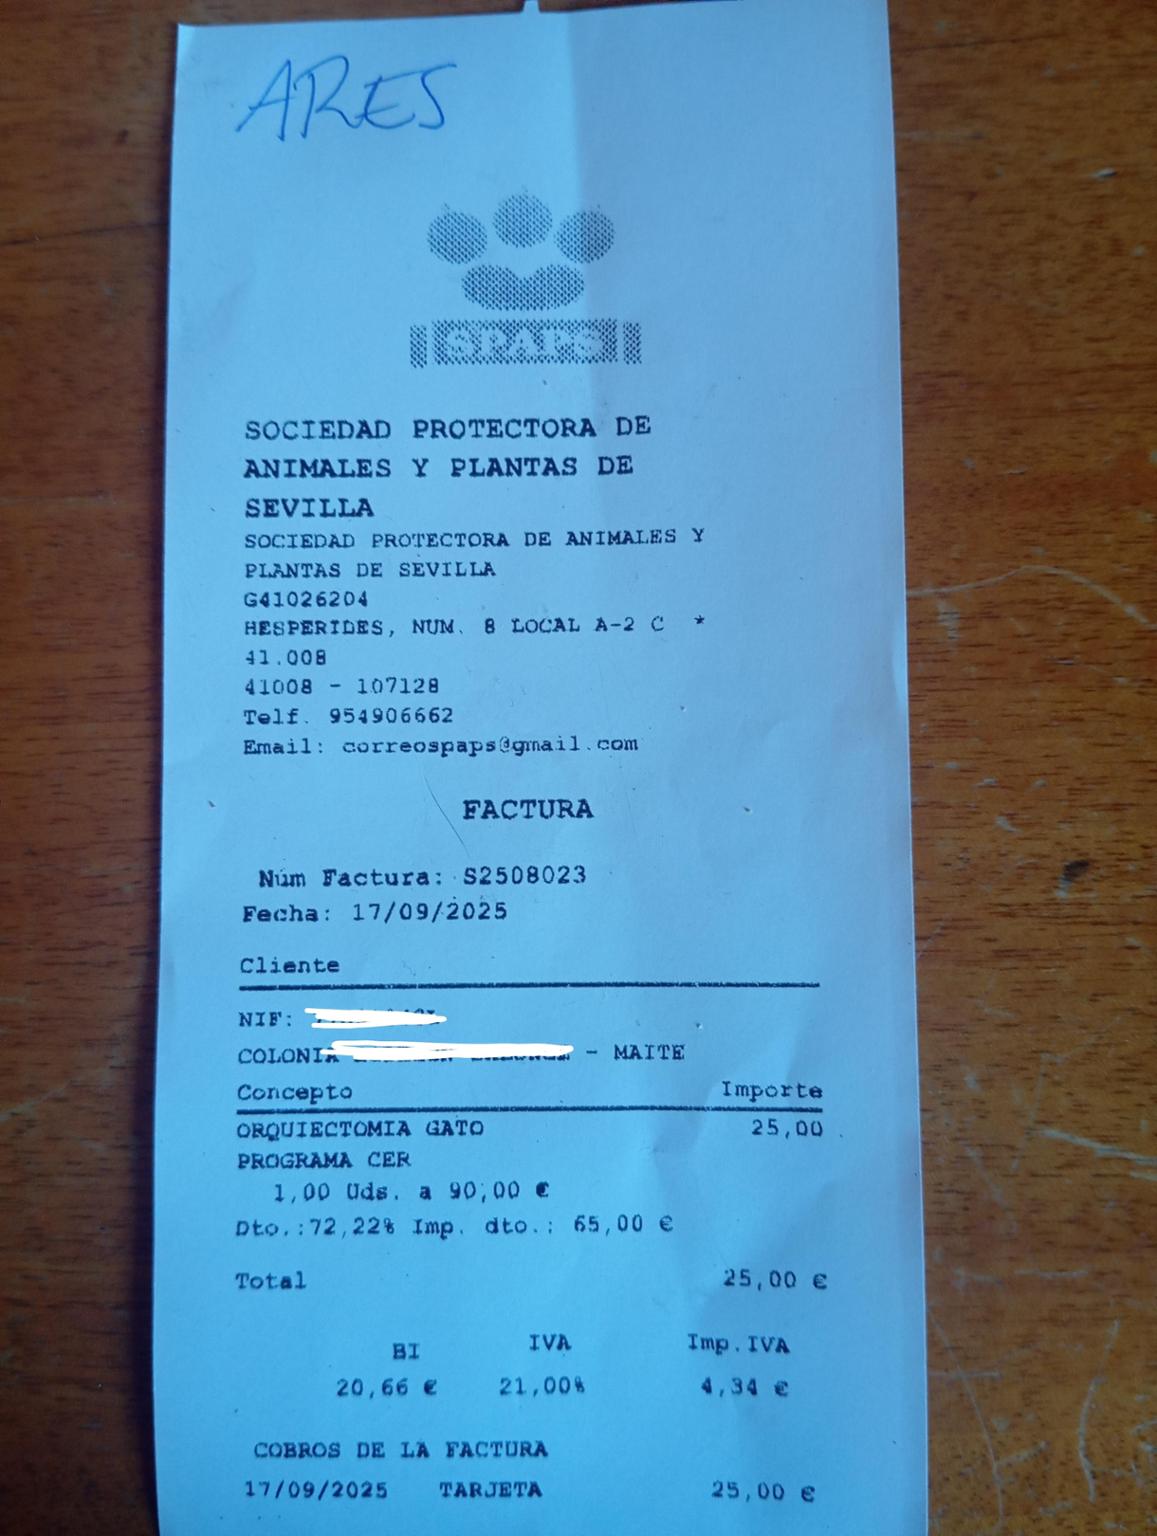 ARES
SPAPS
SOCIEDAD PROTECTORA DE
ANIMALES Y PLANTAS DE
SEVILLA
SOCIEDAD PROTECTORA DE ANIMALES Y
PLANTAS DE SEVILLA
G41026204
HESPERIDES, NUM. 8 LOCAL A-2 C *
41.008
41008 - 107128
Telf. 954906662
Email: correospaps@gmail.com
FACTURA
Núm Factura: S2508023
Fecha: 17/09/2025
Cliente
NIF:
COLONIA - MAITE
Concepto Importe
ORQUIECTOMIA GATO 25,00
PROGRAMA CER
1,00 Uds. a 90,00 €
Dto.:72,22% Imp. dto.: 65,00 €
Total 25,00 €
BI IVA Imp.IVA
20,66 € 21,00% 4,34 €
COBROS DE LA FACTURA
17/09/2025 TARJETA 25,00 €